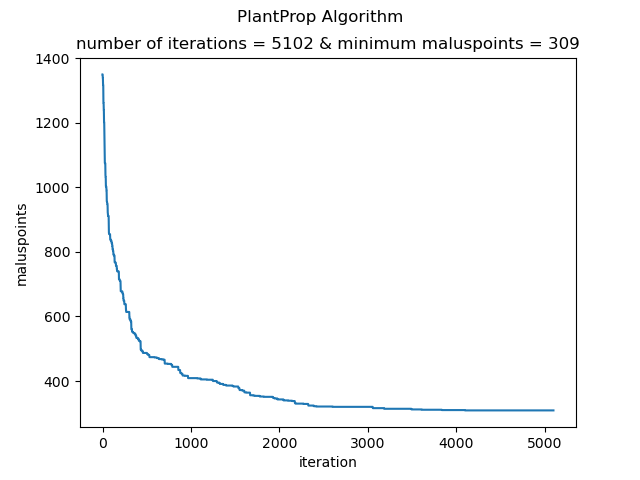 PlantProp Algorithm
number of iterations = 5102 & minimum maluspoints = 309
1400
1200
1000
800
600
400
maluspoints
0 1000 2000 3000 4000 5000
iteration